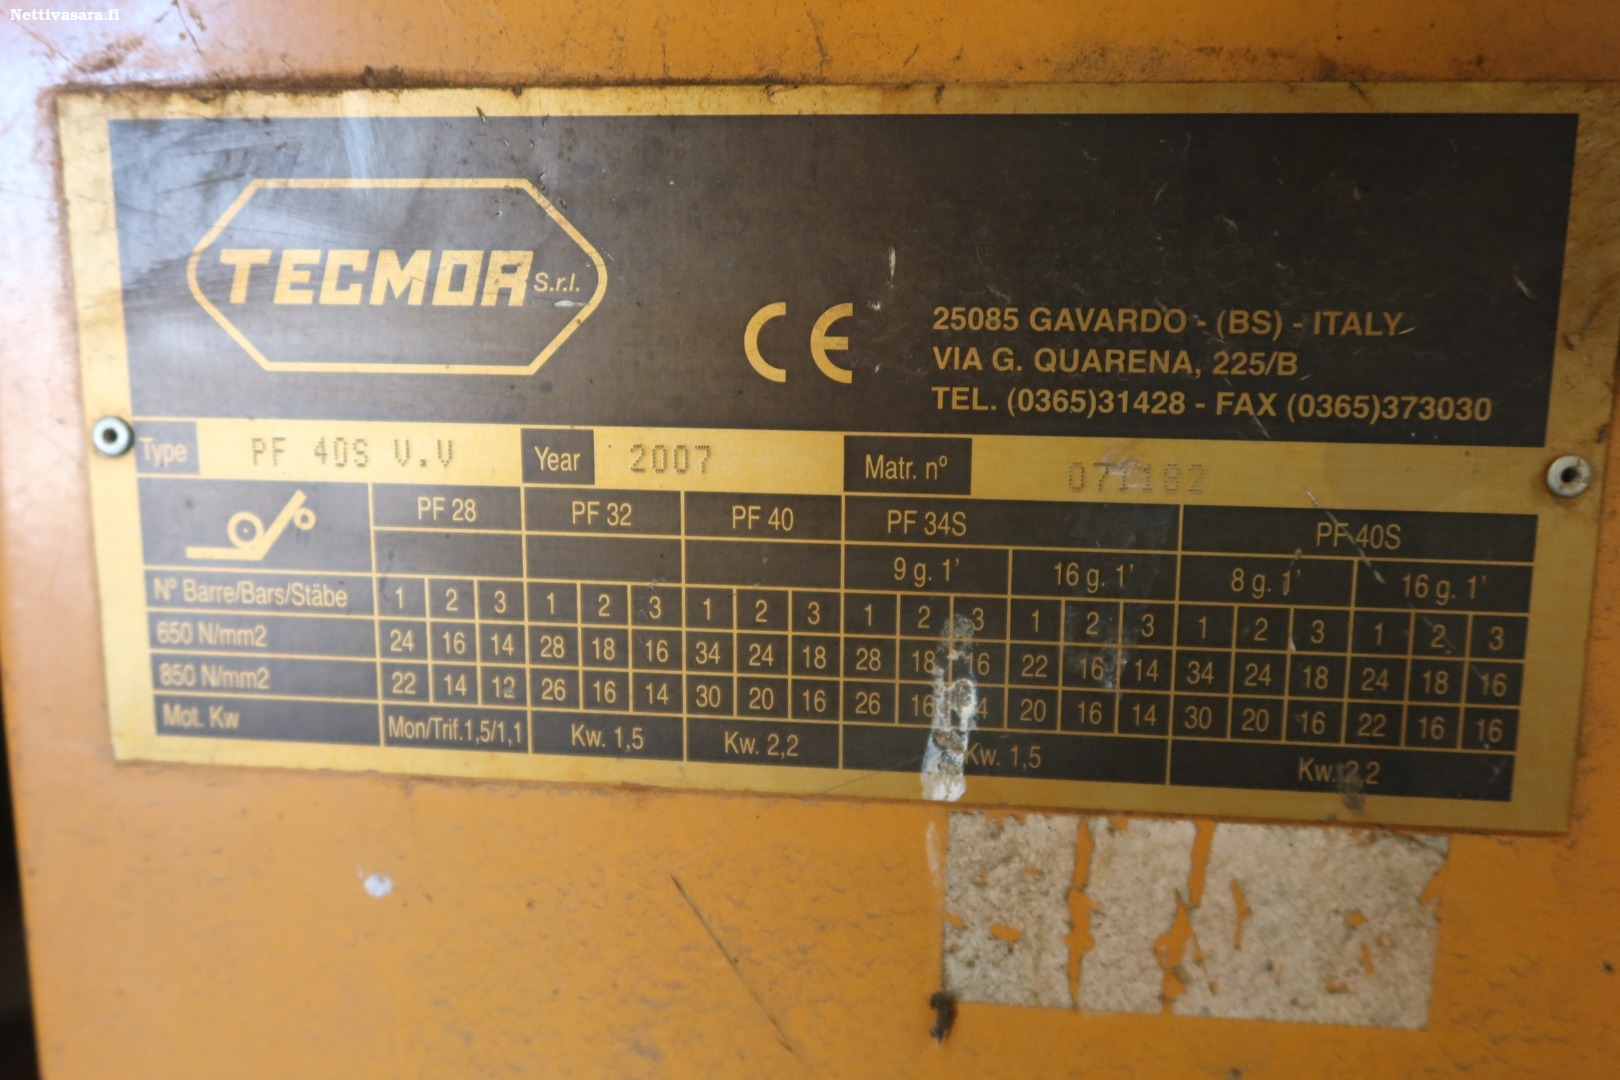 Nettivasara.fi
TECMOR S.r.l.
CE
25085 GAVARDO - (BS) - ITALY
VIA G. QUARENA, 225/B
TEL. (0365)31428 - FAX (0365)373030
Type PF 40S V.V Year 2007 Matr. nº 071182
PF 28 PF 32 PF 40 PF 34S PF 40S
9 g. 1' 16 g. 1' 8 g. 1' 16 g. 1'
Nº Barre/Bars/Stäbe 1 2 3 1 2 3 1 2 3 1 2 3 1 2 3 1 2 3 1 2 3
650 N/mm2 24 16 14 28 18 16 34 24 18 28 18 16 22 16 14 34 24 18 24 18 16
850 N/mm2 22 14 12 26 16 14 30 20 16 26 16 14 20 16 14 30 20 16 22 16 16
Mot. Kw Mon/Trif.1,5/1,1 Kw. 1,5 Kw. 2,2 Kw. 1,5 Kw. 2,2